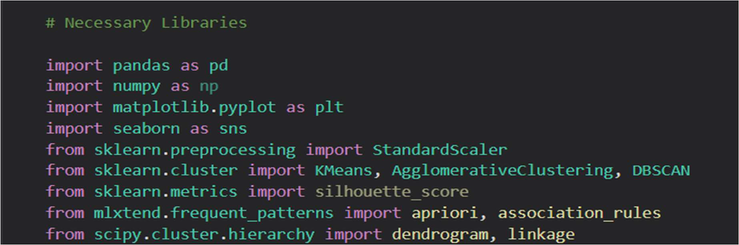 # Necessary Libraries
import pandas as pd
import numpy as np
import matplotlib.pyplot as plt
import seaborn as sns
from sklearn.preprocessing import StandardScaler
from sklearn.cluster import KMeans, AgglomerativeClustering, DBSCAN
from sklearn.metrics import silhouette_score
from mlxtend.frequent_patterns import apriori, association_rules
from scipy.cluster.hierarchy import dendrogram, linkage